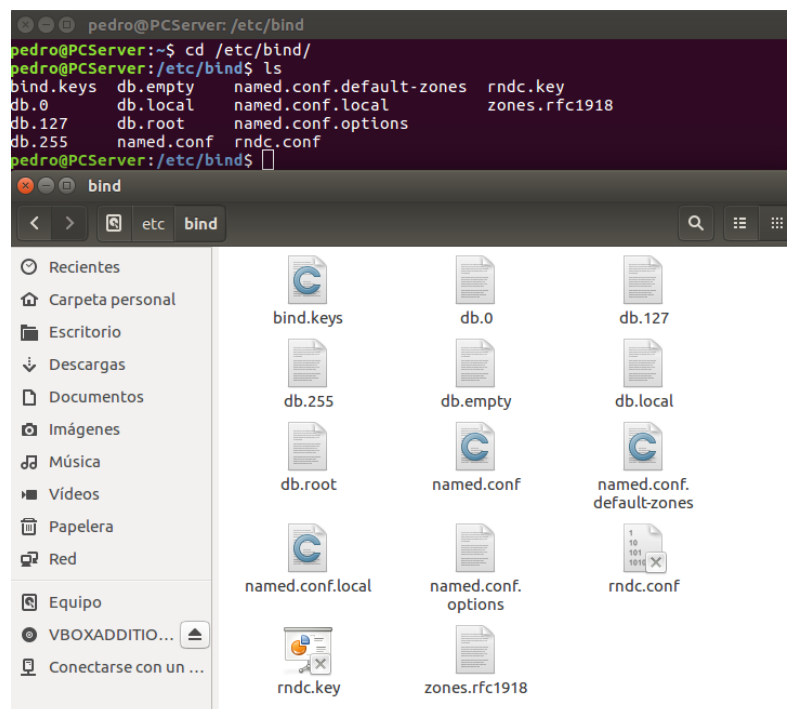 pedro@PCServer: /etc/bind
pedro@PCServer:~$ cd /etc/bind/
pedro@PCServer:/etc/bind$ ls
bind.keys db.empty named.conf.default-zones rndc.key
db.0 db.local named.conf.local zones.rfc1918
db.127 db.root named.conf.options
db.255 named.conf rndc.conf
pedro@PCServer:/etc/bind$
bind
etc bind
Recientes
Carpeta personal
Escritorio
Descargas
Documentos
Imágenes
Música
Vídeos
Papelera
Red
Equipo
VBOXADDITIO...
Conectarse con un ...
bind.keys db.0 db.127
db.255 db.empty db.local
db.root named.conf named.conf.
default-zones
1
10
101
1010
named.conf.local named.conf. rndc.conf
options
rndc.key zones.rfc1918